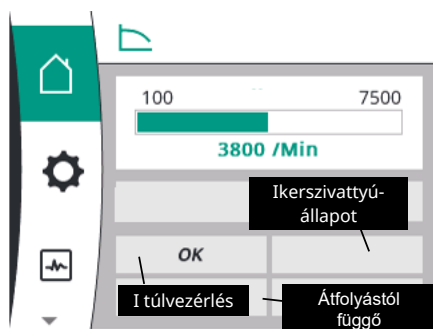 100 7500
3800 /Min
Ikerszivattyú-
állapot
OK
I túlvezérlés
Átfolyástól
függő